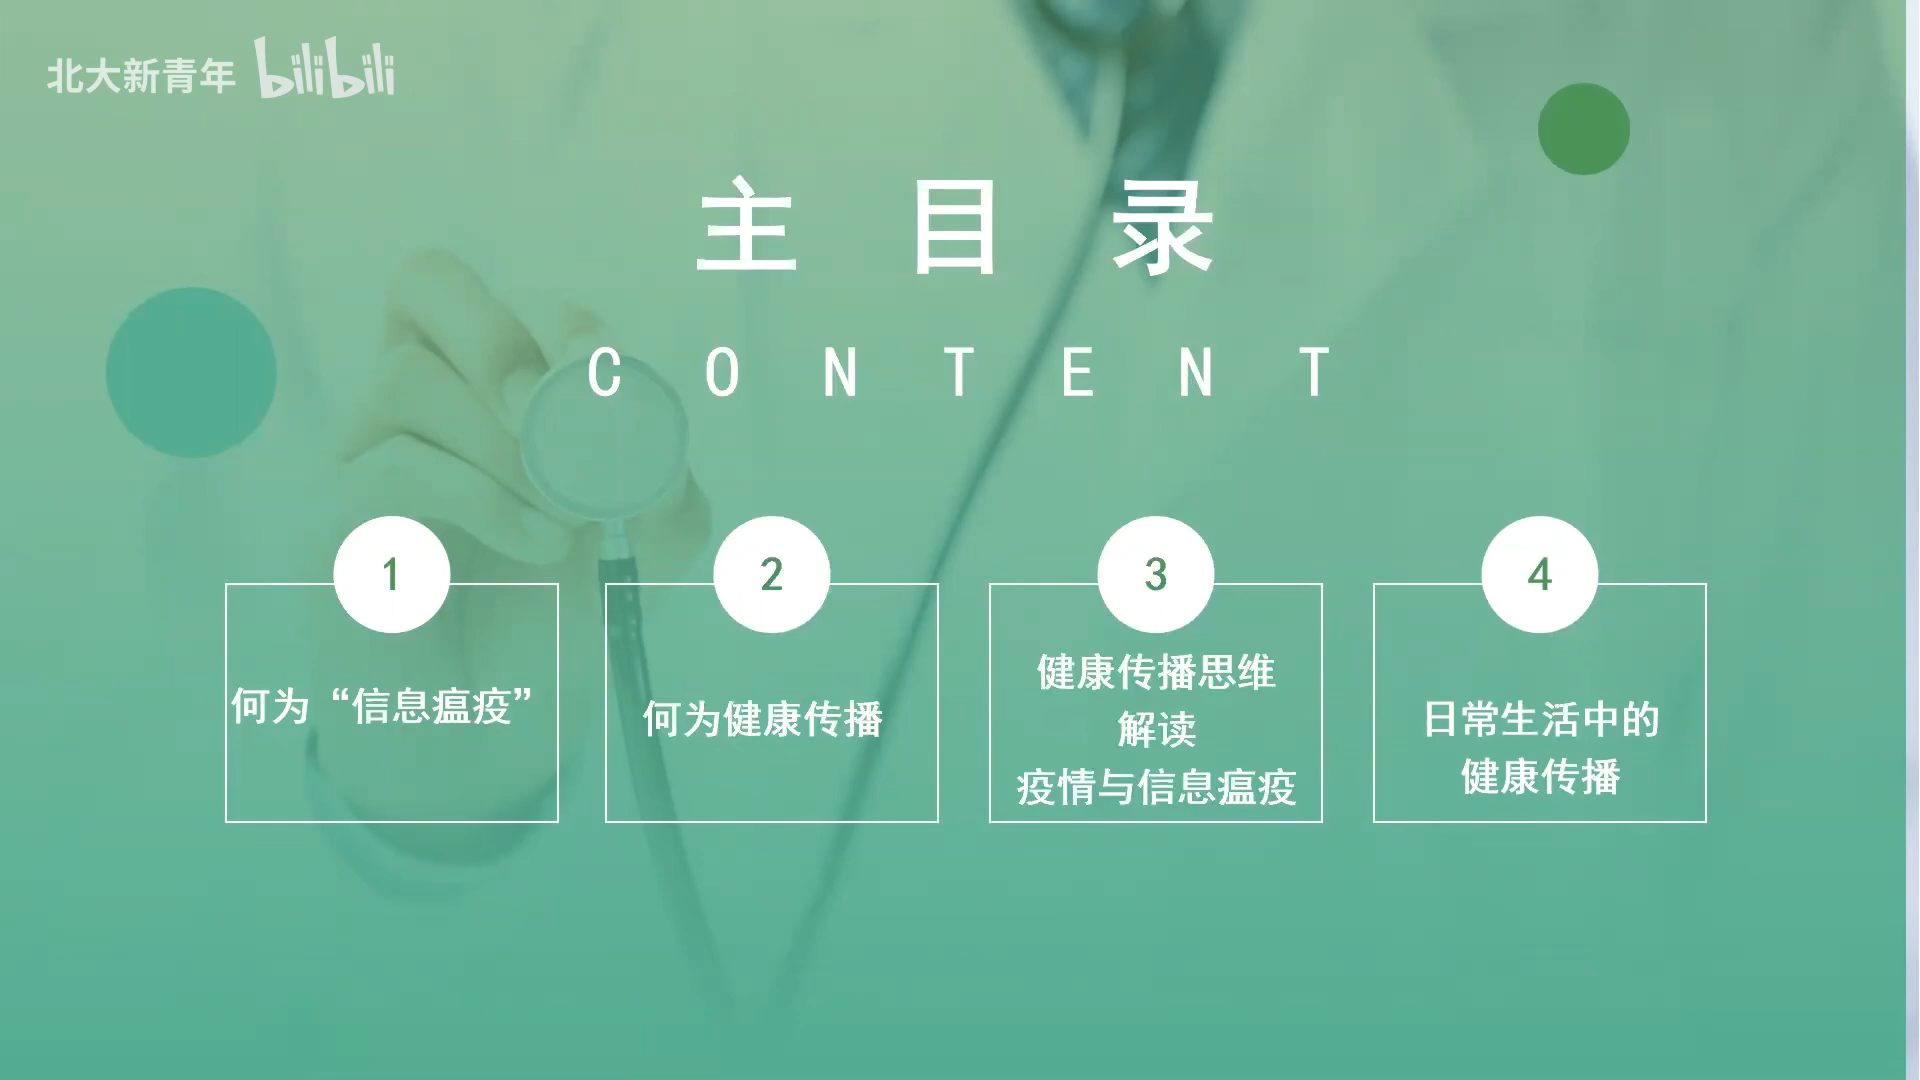 北大新青年 bilibili
主目录
CONTENT
1
何为“信息瘟疫”
2
何为健康传播
3
健康传播思维
解读
疫情与信息瘟疫
4
日常生活中的
健康传播